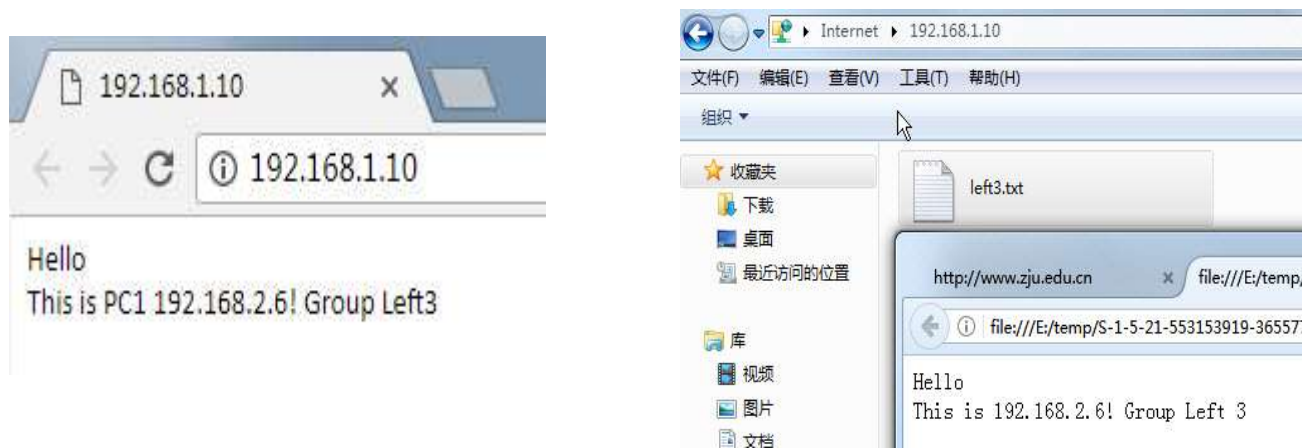 192.168.1.10
192.168.1.10
Hello
This is PC1 192.168.2.6! Group Left3
Internet 192.168.1.10
文件(F) 编辑(E) 查看(V) 工具(T) 帮助(H)
组织
收藏夹
下载
桌面
最近访问的位置
库
视频
图片
文档
left3.txt
http://www.zju.edu.cn file:///E:/temp/
file:///E:/temp/S-1-5-21-553153919-36557
Hello
This is 192.168.2.6! Group Left 3